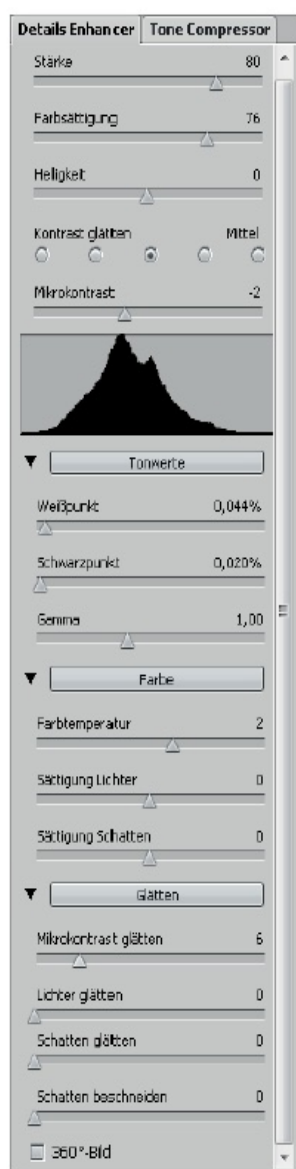 Details Enhancer Tone Compressor
Stärke 80
Farbsättigung 76
Helligkeit 0
Kontrast glätten Mittel
Mikrokontrast -2
Tonwerte
Weißpunkt 0,044%
Schwarzpunkt 0,020%
Gamma 1,00
Farbe
Farbtemperatur 2
Sättigung Lichter 0
Sättigung Schatten 0
Glätten
Mikrokontrast glätten 6
Lichter glätten 0
Schatten glätten 0
Schatten beschneiden 0
360°-Bild